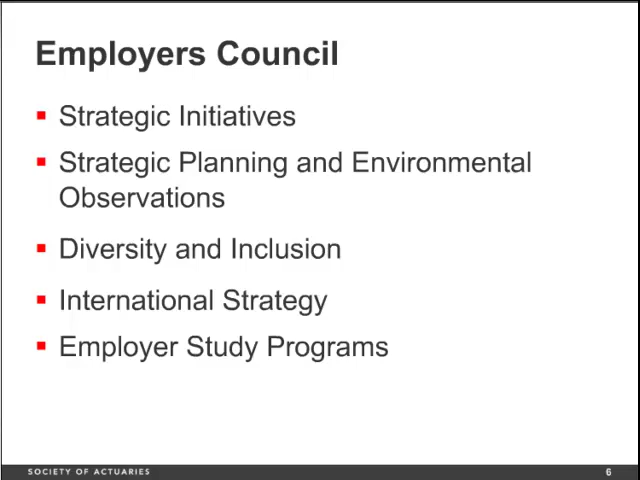 Employers Council
Strategic Initiatives
Strategic Planning and Environmental
Observations
Diversity and Inclusion
International Strategy
Employer Study Programs
SOCIETY OF ACTUARIES
6